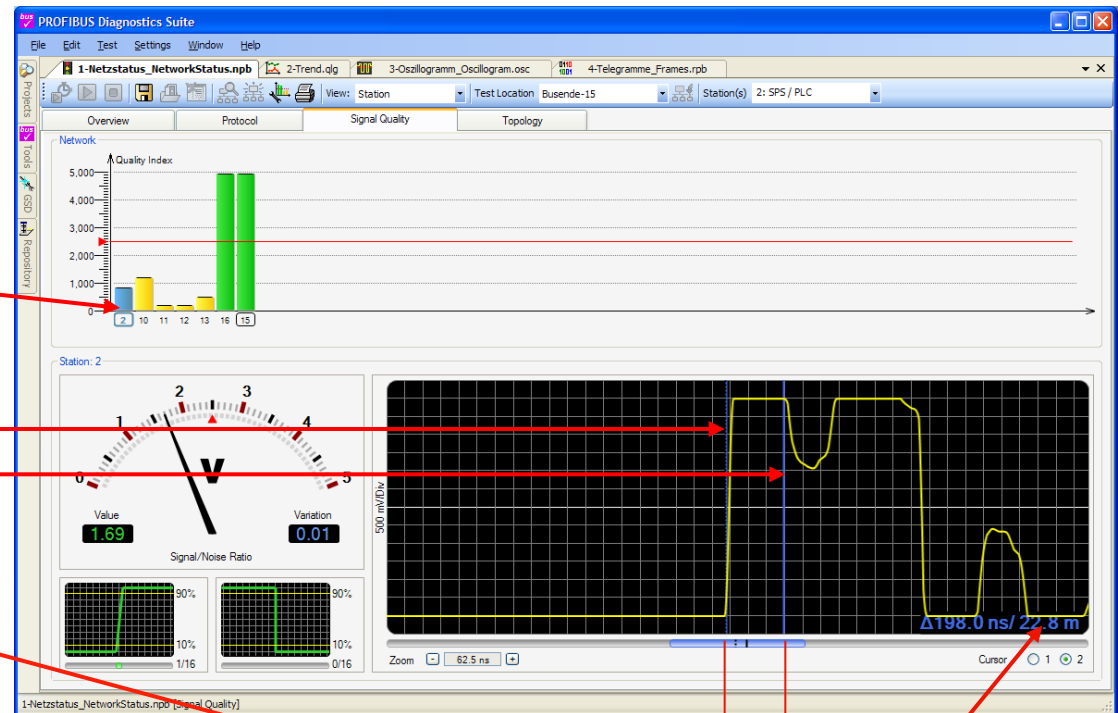 bus PROFIBUS Diagnostics Suite
File Edit Test Settings Window Help
1-Netzstatus_NetworkStatus.npb 2-Trend.qlg 3-Oszillogramm_Oscillogram.osc 0110 1001 4-Telegramme_Frames.rpb
View: Station Test Location Busende-15 Station(s) 2: SPS / PLC
Projects
bus Tools
GSD
Repository
Overview Protocol Signal Quality Topology
Network
Quality Index
5,000
4,000
3,000
2,000
1,000
0
2 10 11 12 13 16 15
Station: 2
0 1 2 3 4 5
V
Value Variation
1.69 0.01
Signal/Noise Ratio
90% 90%
10% 10%
1/16 0/16
500 mV/Div
Δ198.0 ns/ 22.8 m
Zoom - 62.5 ns + Cursor 1 2
1-Netzstatus_NetworkStatus.npb [Signal Quality]